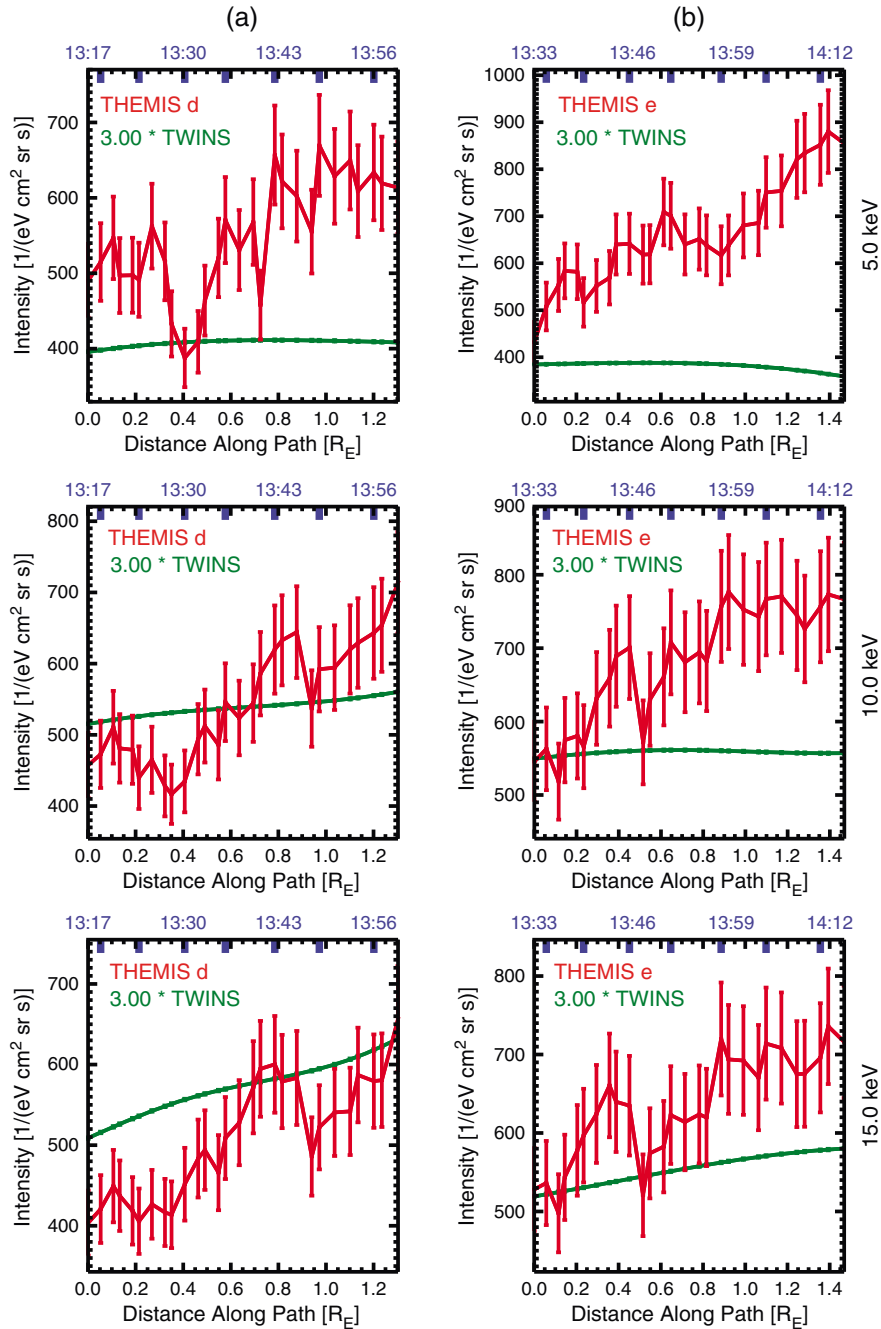 (a)
(b)
13:17 13:30 13:43 13:56
THEMIS d
3.00 * TWINS
Intensity [1/(eV cm² sr s)]
700
600
500
400
0.0 0.2 0.4 0.6 0.8 1.0 1.2
Distance Along Path [R_E]
13:33 13:46 13:59 14:12
THEMIS e
3.00 * TWINS
Intensity [1/(eV cm² sr s)]
1000
900
800
700
600
500
400
0.0 0.2 0.4 0.6 0.8 1.0 1.2 1.4
Distance Along Path [R_E]
5.0 keV
13:17 13:30 13:43 13:56
THEMIS d
3.00 * TWINS
Intensity [1/(eV cm² sr s)]
800
700
600
500
400
0.0 0.2 0.4 0.6 0.8 1.0 1.2
Distance Along Path [R_E]
13:33 13:46 13:59 14:12
THEMIS e
3.00 * TWINS
Intensity [1/(eV cm² sr s)]
900
800
700
600
500
0.0 0.2 0.4 0.6 0.8 1.0 1.2 1.4
Distance Along Path [R_E]
10.0 keV
13:17 13:30 13:43 13:56
THEMIS d
3.00 * TWINS
Intensity [1/(eV cm² sr s)]
700
600
500
400
0.0 0.2 0.4 0.6 0.8 1.0 1.2
Distance Along Path [R_E]
13:33 13:46 13:59 14:12
THEMIS e
3.00 * TWINS
Intensity [1/(eV cm² sr s)]
800
700
600
500
0.0 0.2 0.4 0.6 0.8 1.0 1.2 1.4
Distance Along Path [R_E]
15.0 keV